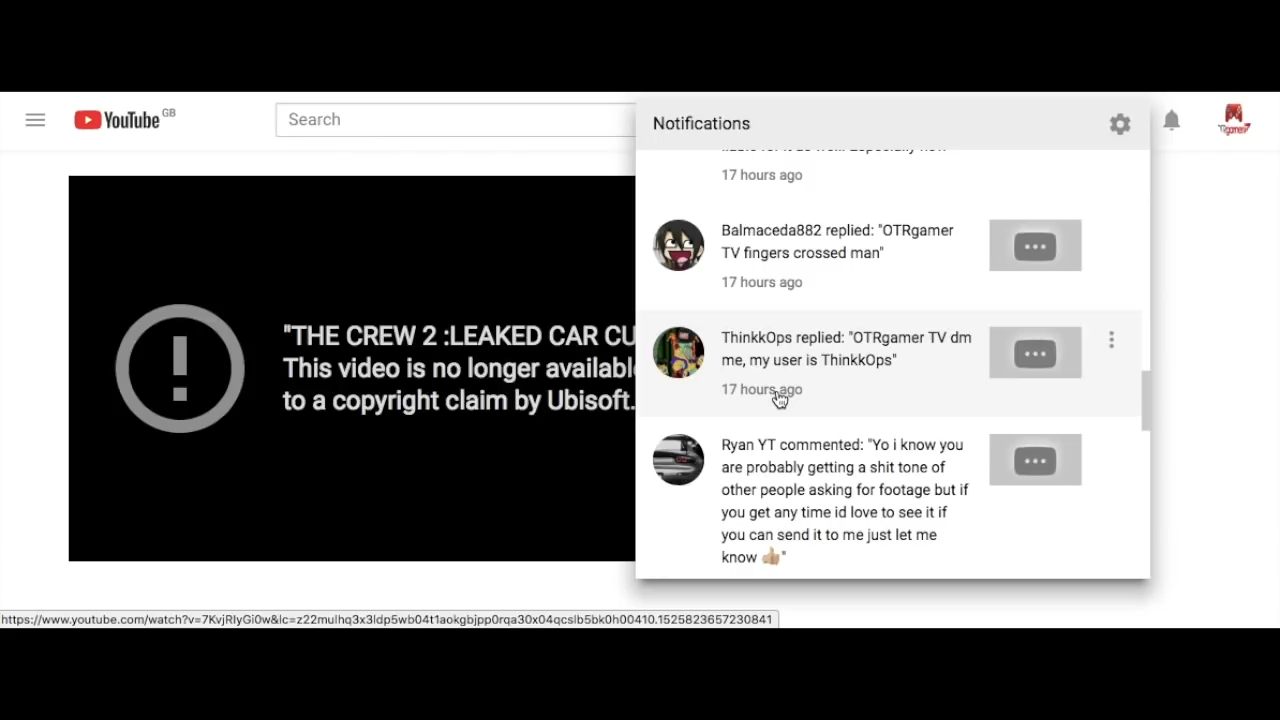 YouTube GB
Search
Notifications
17 hours ago
Balmaceda882 replied: "OTRgamer
TV fingers crossed man"
17 hours ago
"THE CREW 2 :LEAKED CAR CU
This video is no longer availabl
to a copyright claim by Ubisoft.
ThinkkOps replied: "OTRgamer TV dm
me, my user is ThinkkOps"
17 hours ago
Ryan YT commented: "Yo i know you
are probably getting a shit tone of
other people asking for footage but if
you get any time id love to see it if
you can send it to me just let me
know 👍🏼"
https://www.youtube.com/watch?v=7KvjRIyGi0w&lc=z22mulhq3x3ldp5wb04t1aokgbjpp0rqa30x04qcslb5bk0h00410.1525823657230841